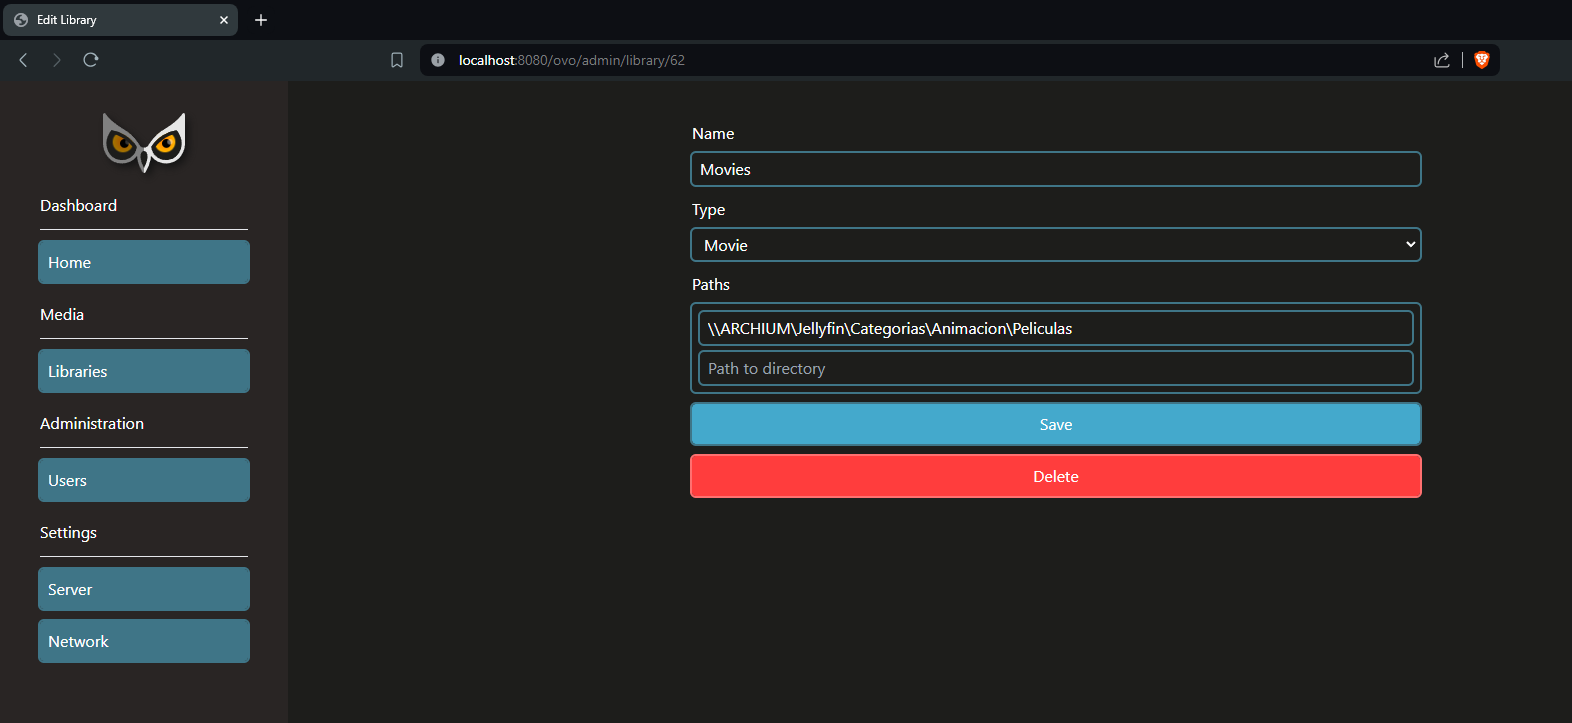 Edit Library
localhost:8080/ovo/admin/library/62
Dashboard
Home
Media
Libraries
Administration
Users
Settings
Server
Network
Name
Movies
Type
Movie
Paths
\\ARCHIUM\Jellyfin\Categorias\Animacion\Peliculas
Path to directory
Save
Delete